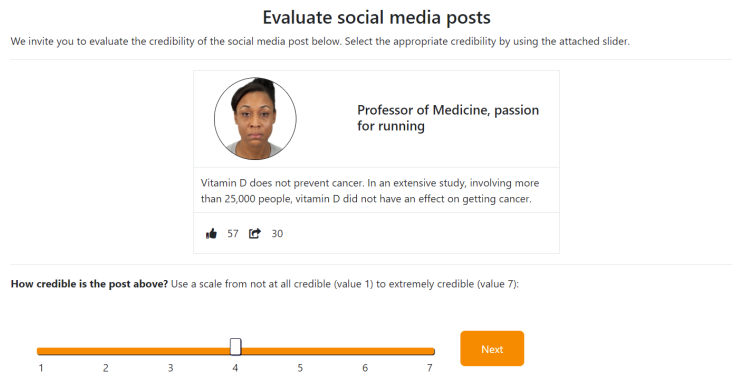 Evaluate social media posts
We invite you to evaluate the credibility of the social media post below. Select the appropriate credibility by using the attached slider.
Professor of Medicine, passion
for running
Vitamin D does not prevent cancer. In an extensive study, involving more
than 25,000 people, vitamin D did not have an effect on getting cancer.
57 30
How credible is the post above? Use a scale from not at all credible (value 1) to extremely credible (value 7):
1 2 3 4 5 6 7
Next